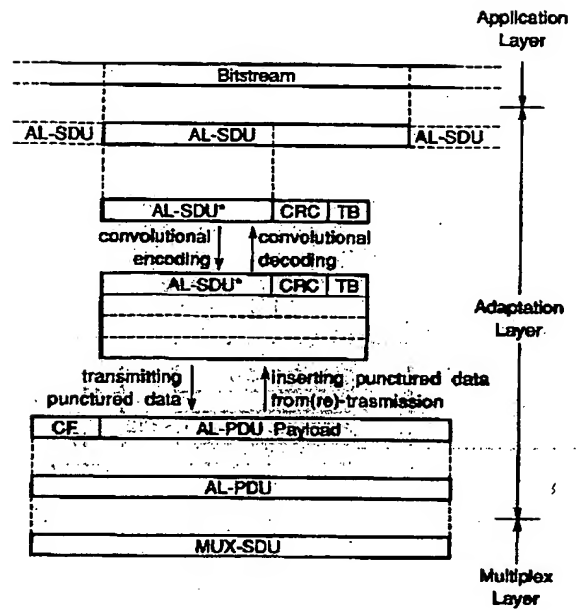 Application
Layer
Bitstream
AL-SDU AL-SDU AL-SDU
AL-SDU* CRC TB
convolutional encoding
convolutional decoding
AL-SDU* CRC TB
Adaptation
Layer
transmitting punctured data
inserting punctured data
from(re)-trasmission
CF AL-PDU Payload
AL-PDU
MUX-SDU
Multiplex
Layer